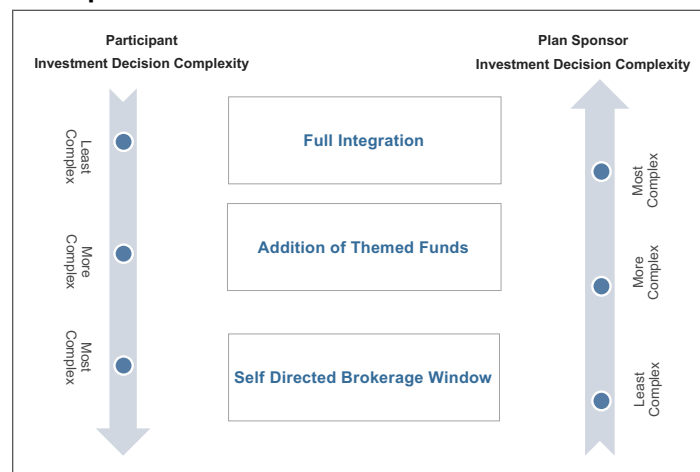 Participant
Investment Decision Complexity
Plan Sponsor
Investment Decision Complexity
Least
Complex
Full Integration
Most
Complex
More
Complex
Addition of Themed Funds
More
Complex
Most
Complex
Self Directed Brokerage Window
Least
Complex